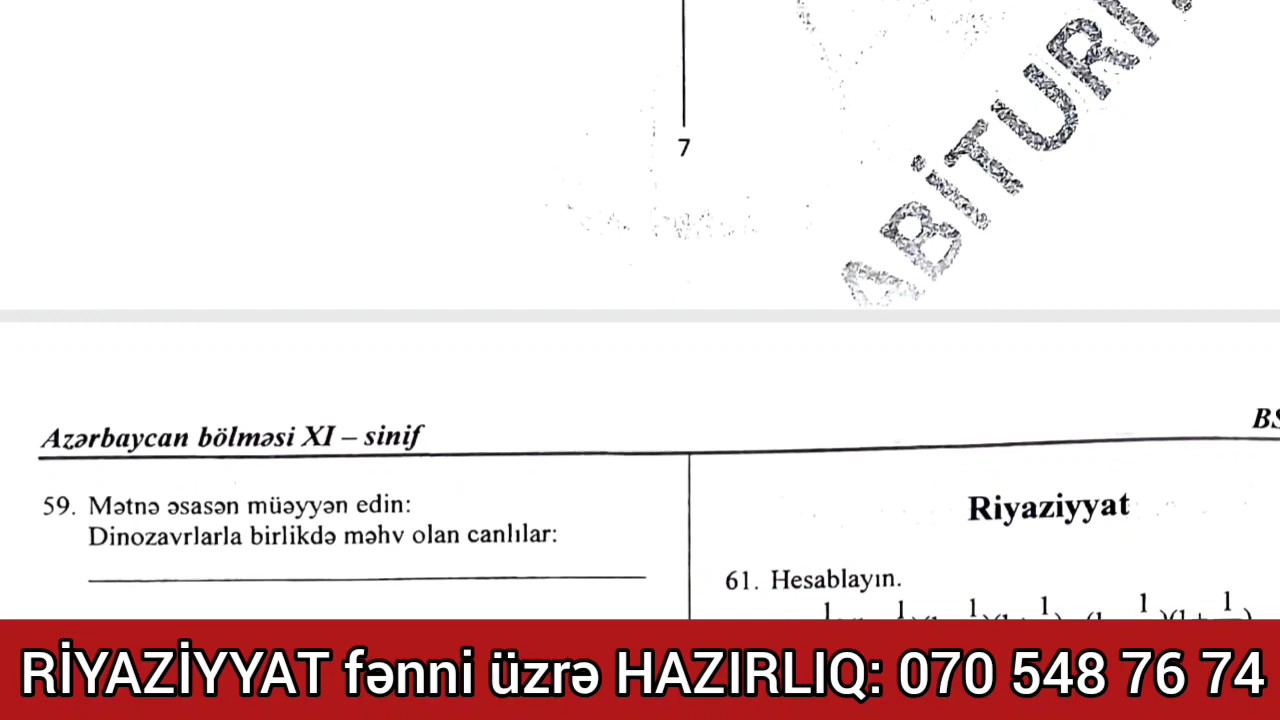 ABİTURİ
7
Azərbaycan bölməsi XI – sinif
BS
59. Mətnə əsasən müəyyən edin:
Dinozavrlarla birlikdə məhv olan canlılar:
Riyaziyyat
61. Hesablayın.
RİYAZİYYAT fənni üzrə HAZIRLIQ: 070 548 76 74